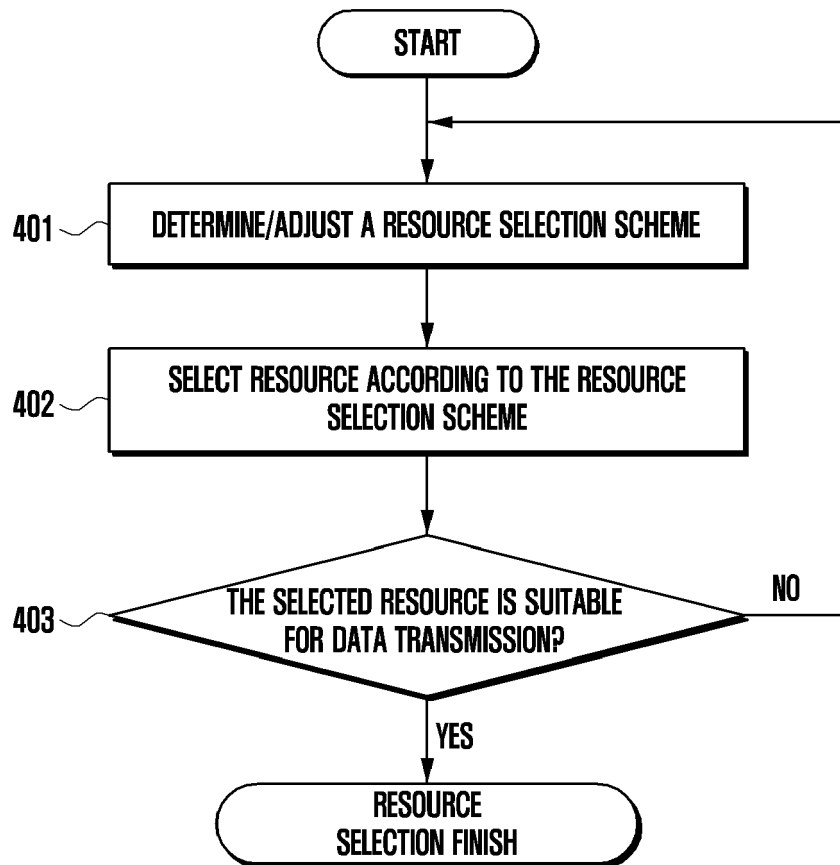 START
401
DETERMINE/ADJUST A RESOURCE SELECTION SCHEME
402
SELECT RESOURCE ACCORDING TO THE RESOURCE
SELECTION SCHEME
403
THE SELECTED RESOURCE IS SUITABLE
FOR DATA TRANSMISSION?
NO
YES
RESOURCE
SELECTION FINISH